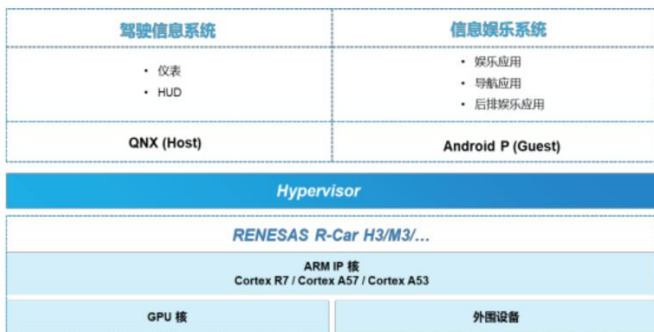 驾驶信息系统
• 仪表
• HUD
QNX (Host)
信息娱乐系统
• 娱乐应用
• 导航应用
• 后排娱乐应用
Android P (Guest)
Hypervisor
RENESAS R-Car H3/M3/…
ARM IP 核
Cortex R7 / Cortex A57 / Cortex A53
GPU 核
外围设备